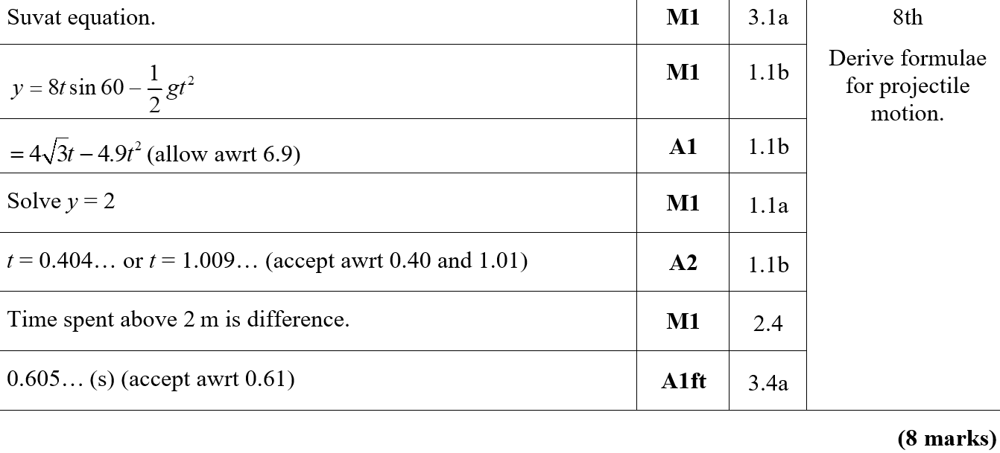 Suvat equation. M1 3.1a 8th
Derive formulae
for projectile
motion.
y = 8t sin 60 – 1/2 gt² M1 1.1b
= 4√3t – 4.9t² (allow awrt 6.9) A1 1.1b
Solve y = 2 M1 1.1a
t = 0.404… or t = 1.009… (accept awrt 0.40 and 1.01) A2 1.1b
Time spent above 2 m is difference. M1 2.4
0.605… (s) (accept awrt 0.61) A1ft 3.4a
(8 marks)